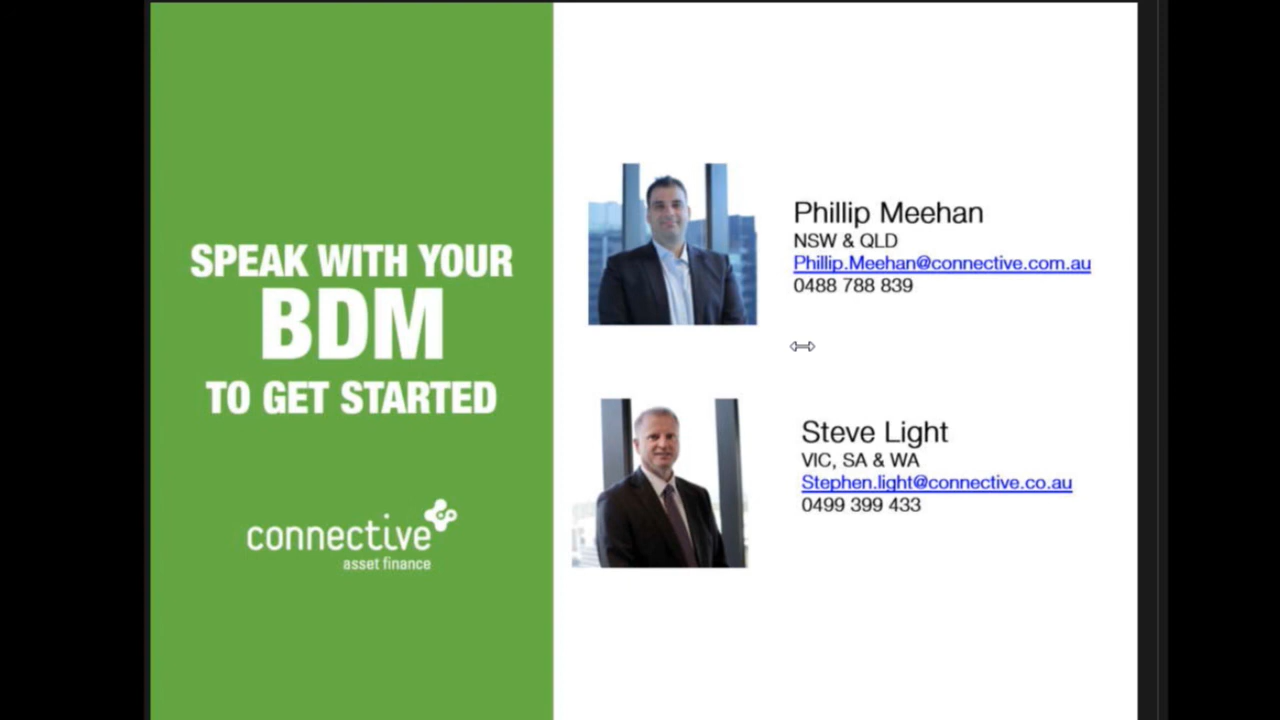 SPEAK WITH YOUR
BDM
TO GET STARTED
connective
asset finance
Phillip Meehan
NSW & QLD
Phillip.Meehan@connective.com.au
0488 788 839
Steve Light
VIC, SA & WA
Stephen.light@connective.co.au
0499 399 433